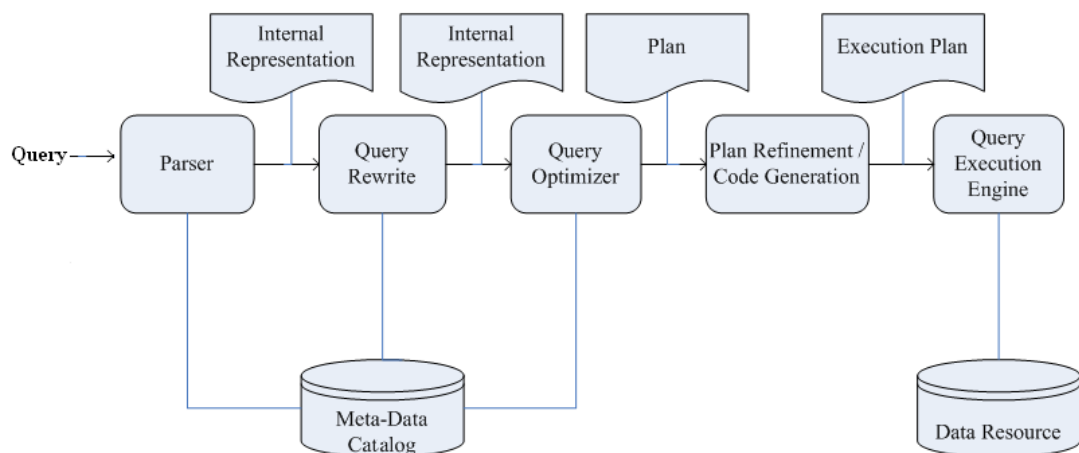 Internal
Representation
Internal
Representation
Plan
Execution Plan
Query
Parser
Query
Rewrite
Query
Optimizer
Plan Refinement /
Code Generation
Query
Execution
Engine
Meta-Data
Catalog
Data Resource